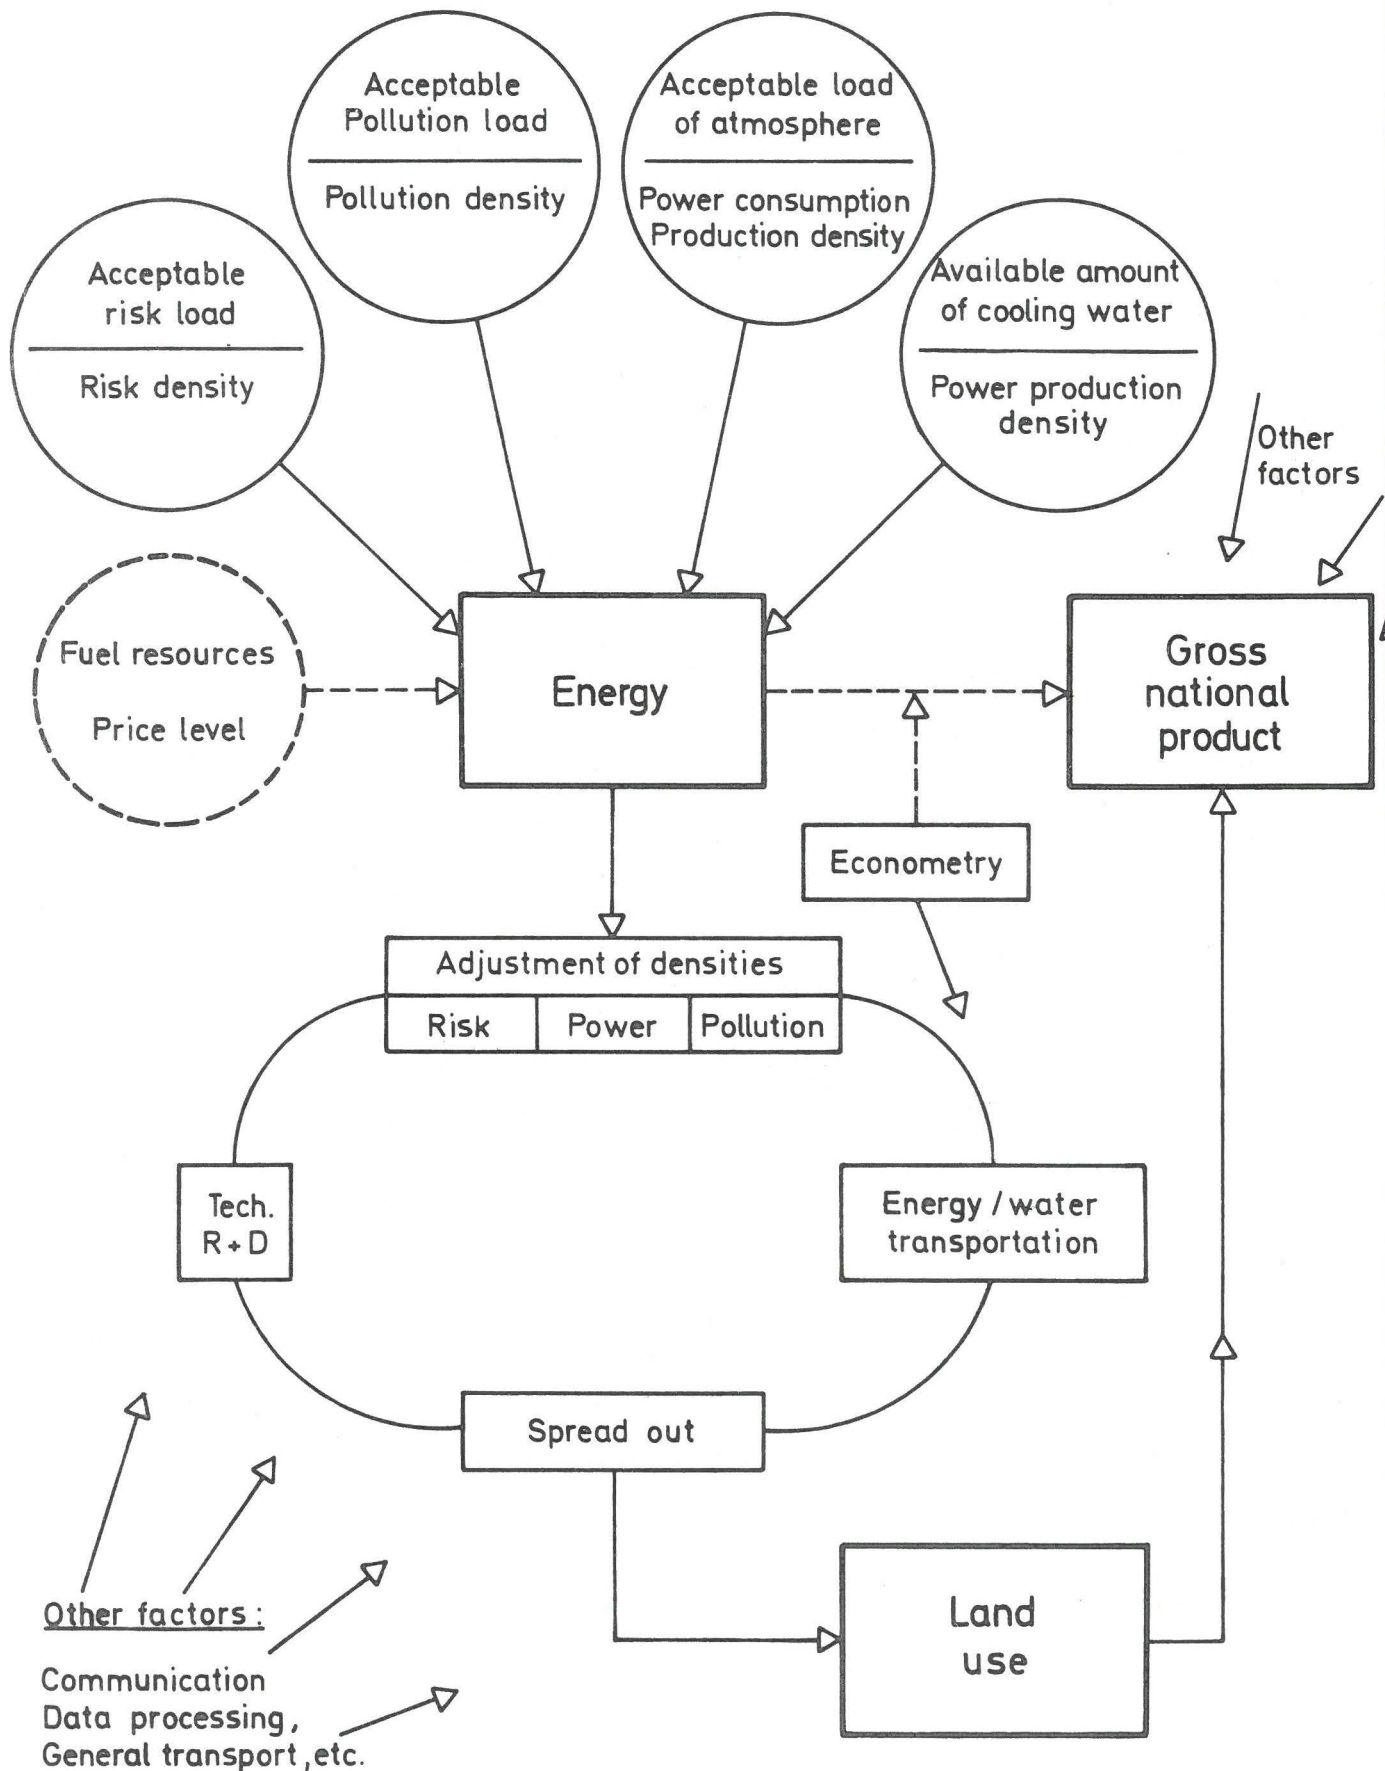 Acceptable
Pollution load
Pollution density
Acceptable load
of atmosphere
Power consumption
Production density
Acceptable
risk load
Risk density
Available amount
of cooling water
Power production
density
Other
factors
Fuel resources
Price level
Energy
Gross
national
product
Econometry
Adjustment of densities
Risk
Power
Pollution
Tech.
R + D
Energy / water
transportation
Spread out
Land
use
Other factors :
Communication
Data processing,
General transport, etc.